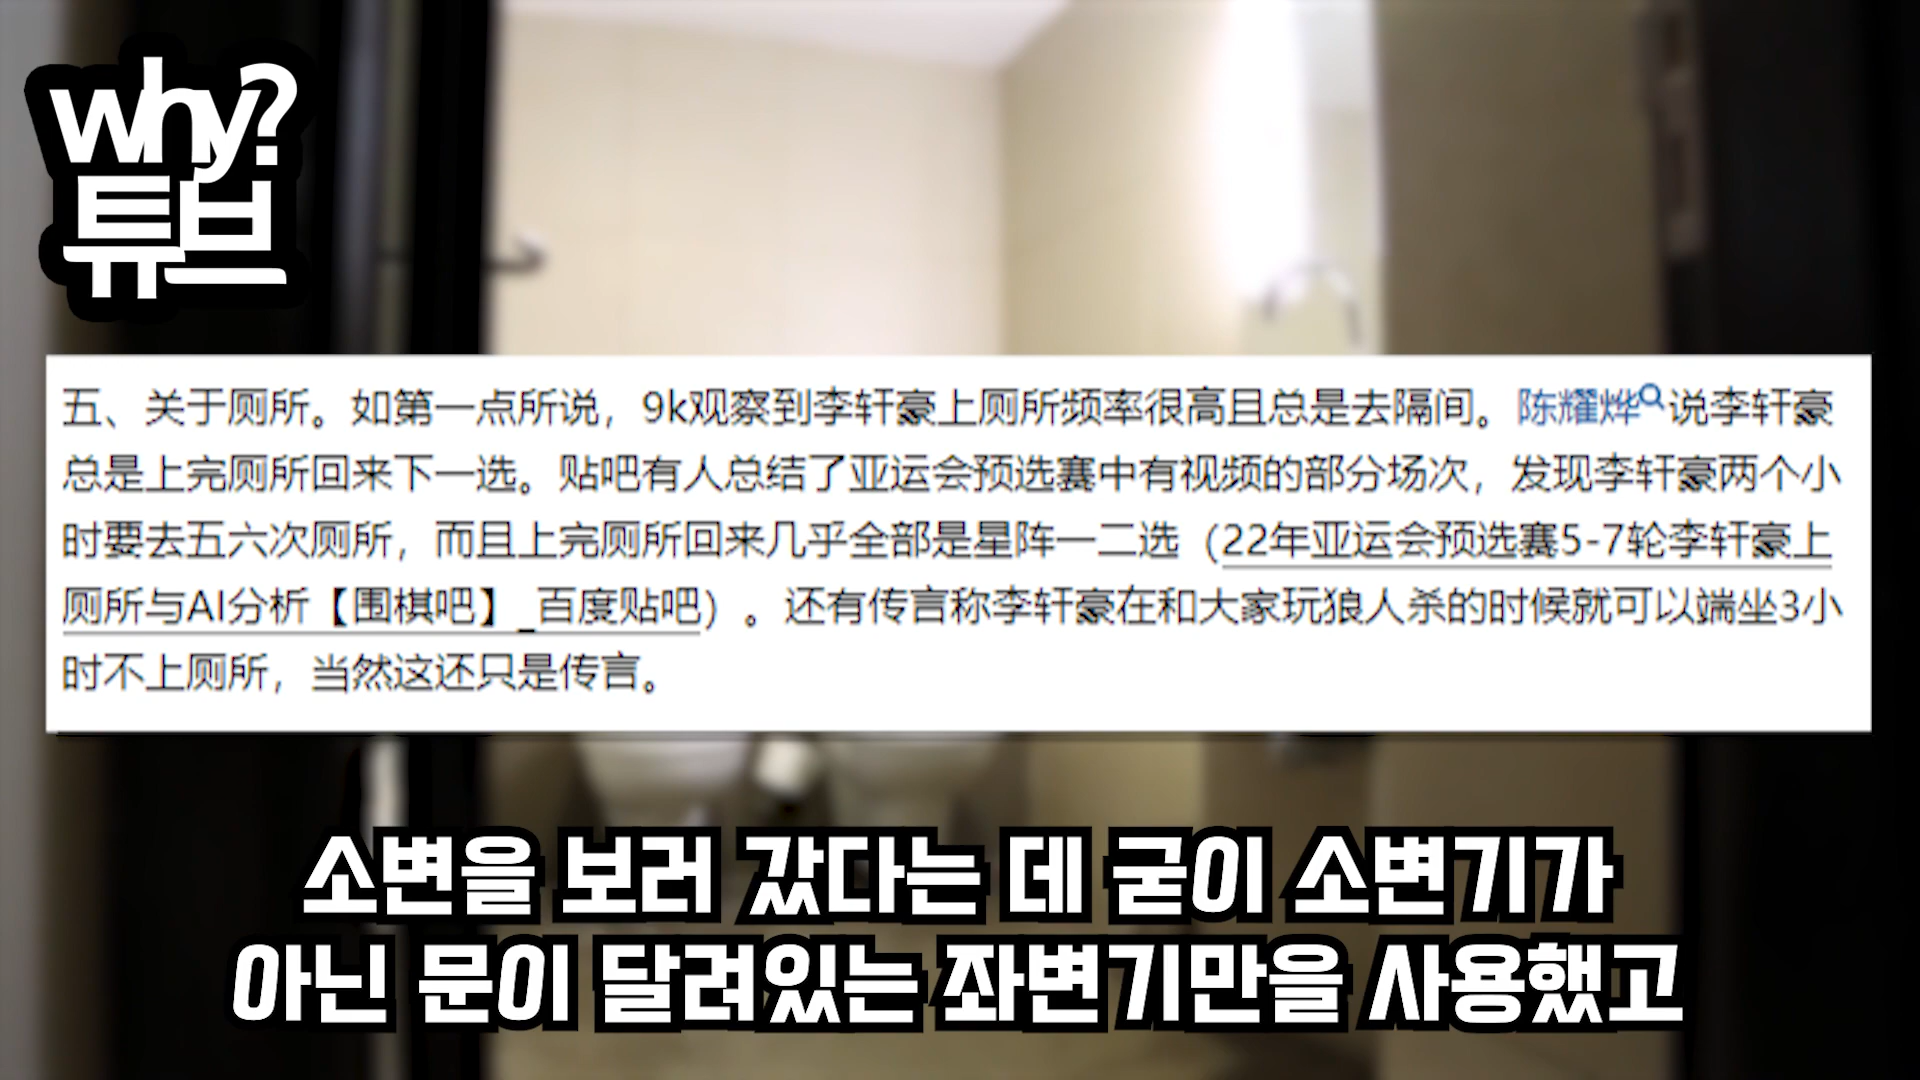 why?
튜브
五、关于厕所。如第一点所说，9k观察到李轩豪上厕所频率很高且总是去隔间。陈耀烨说李轩豪
总是上完厕所回来下一选。贴吧有人总结了亚运会预选赛中有视频的部分场次，发现李轩豪两个小
时要去五六次厕所，而且上完厕所回来几乎全部是星阵一二选（22年亚运会预选赛5-7轮李轩豪上
厕所与AI分析【围棋吧】_百度贴吧）。还有传言称李轩豪在和大家玩狼人杀的时候就可以端坐3小
时不上厕所，当然这还只是传言。
소변을 보러 갔다는 데 굳이 소변기가
아닌 문이 달려있는 좌변기만을 사용했고